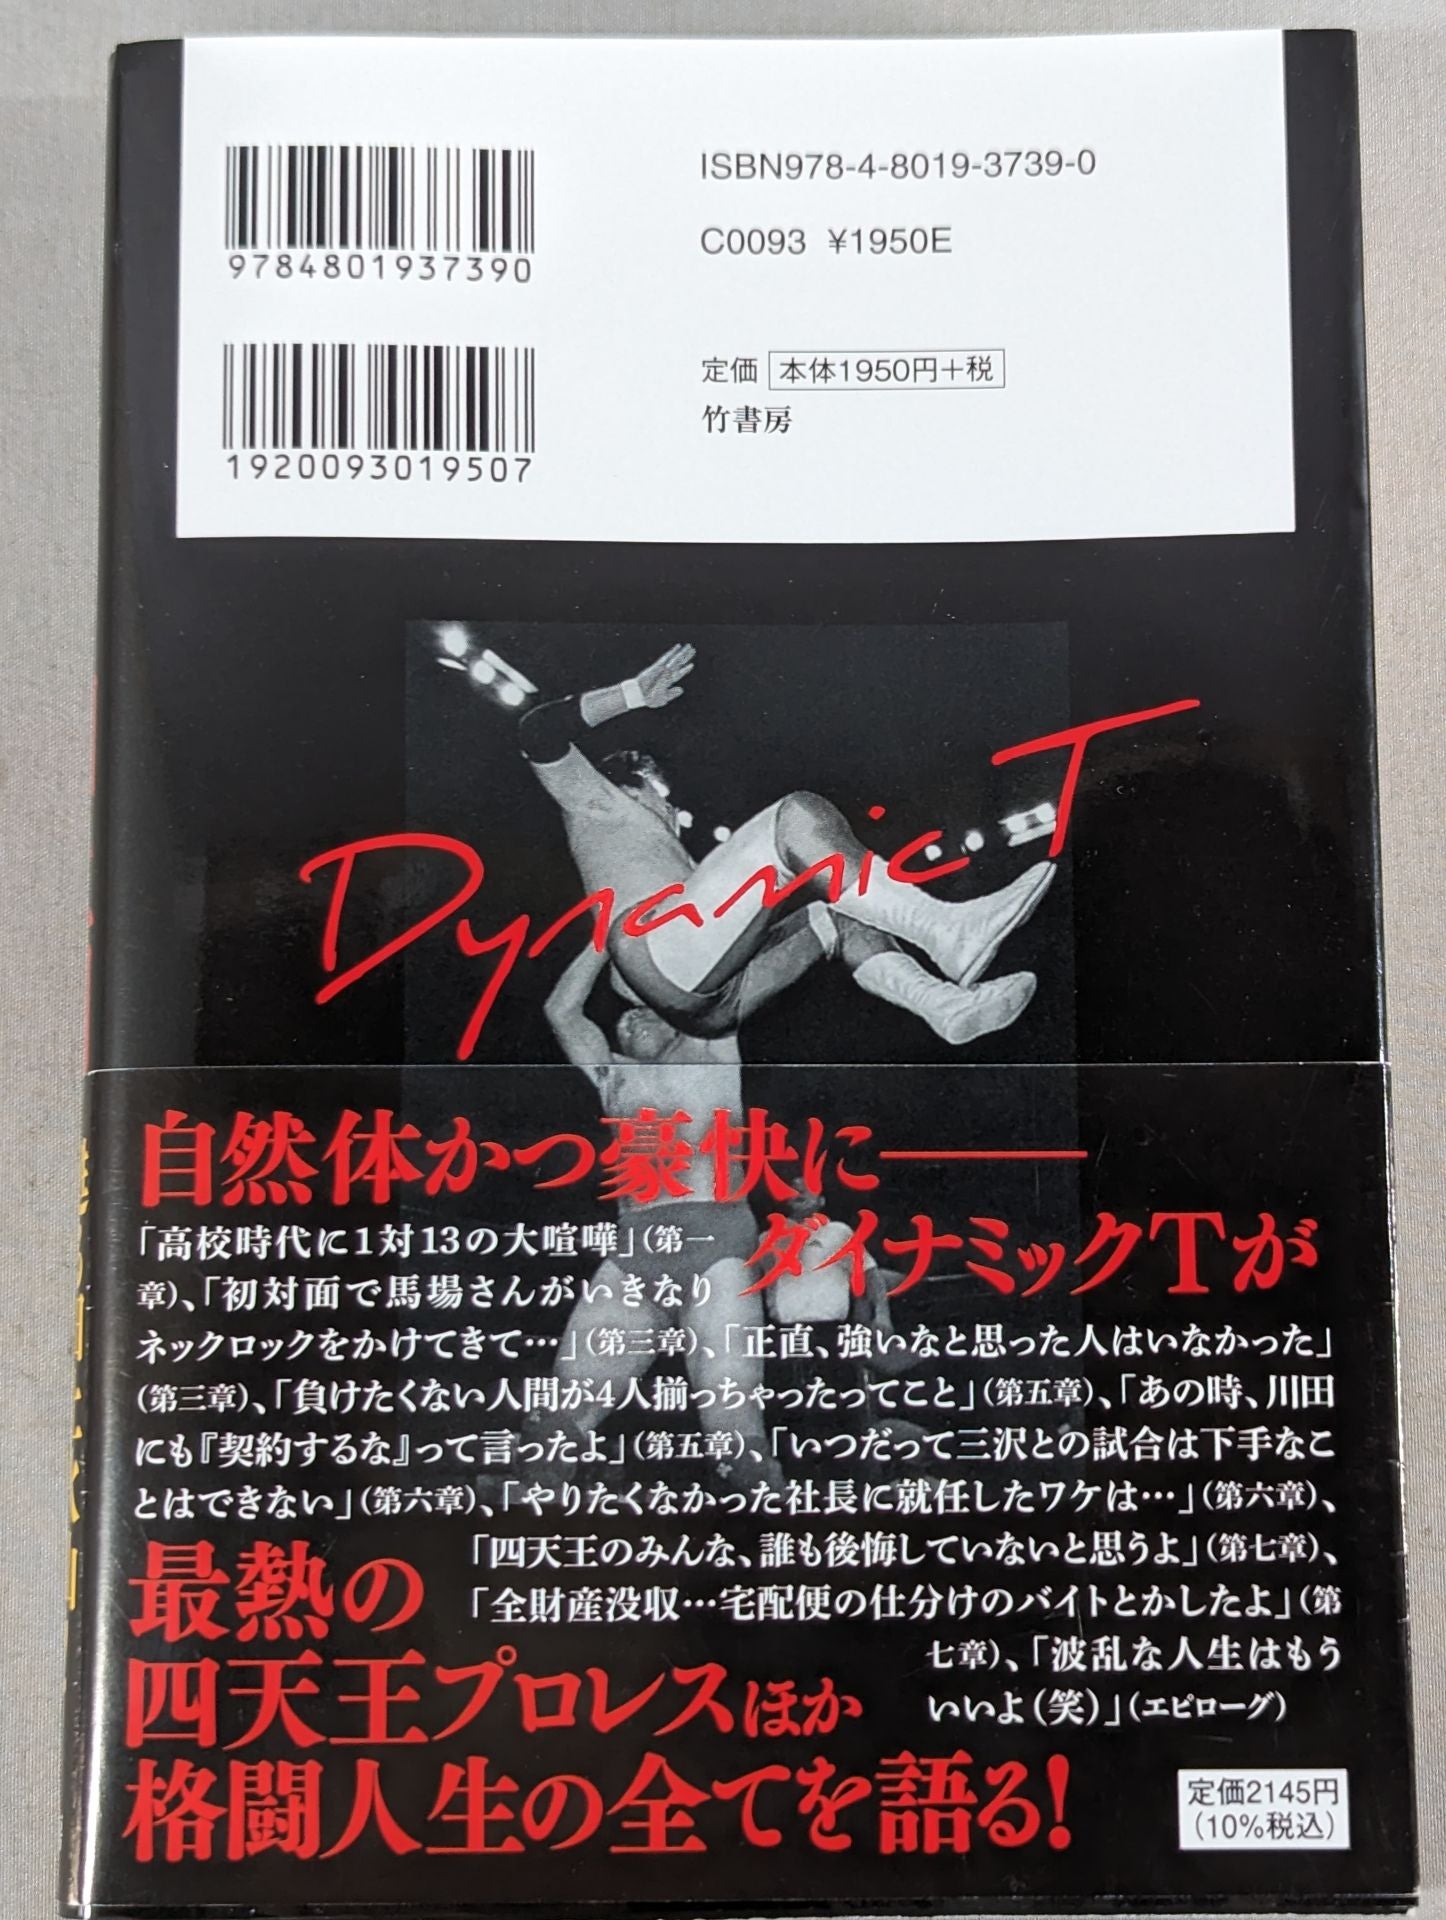 ISBN978-4-8019-3739-0
C0093 ¥1950E
9784801937390
定価 本体1950円+税
竹書房
1920093019507
Dynamic T
自然体かつ豪快に――
ダイナミックTが
「高校時代に1対13の大喧嘩」(第一
章)、「初対面で馬場さんがいきなり
ネックロックをかけてきて…」(第三章)、「正直、強いなと思った人はいなかった」
(第三章)、「負けたくない人間が4人揃っちゃったってこと」(第五章)、「あの時、川田
にも『契約するな』って言ったよ」(第五章)、「いつだって三沢との試合は下手なこ
とはできない」(第六章)、「やりたくなかった社長に就任したワケは…」(第六章)、
「四天王のみんな、誰も後悔していないと思うよ」(第七章)、
「全財産没収…宅配便の仕分けのバイトとかしたよ」(第
七章)、「波乱な人生はもう
いいよ(笑)」(エピローグ)
最熱の
四天王プロレスほか
格闘人生の全てを語る!
定価2145円
(10%税込)